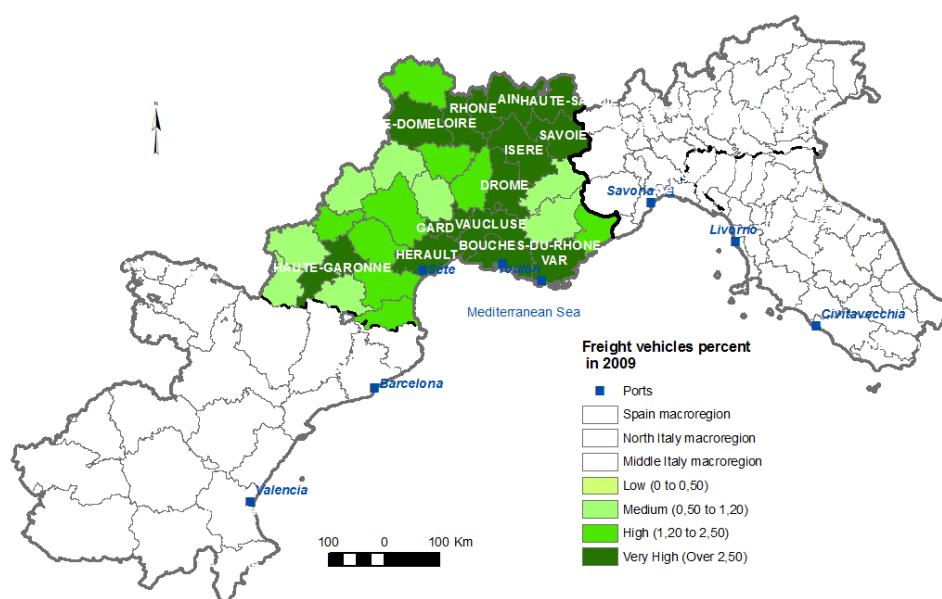 N
RHONE
AIN
HAUTE-SA
E-DOME
LOIRE
SAVOIE
ISERE
DROME
GARD
VAUCLUSE
BOUCHES-DU-RHONE
HERAULT
VAR
HAUTE-GARONNE
Sete
Toulon
Savona
Livorno
Civitavecchia
Mediterranean Sea
Barcelona
Valencia
Freight vehicles percent
in 2009
Ports
Spain macroregion
North Italy macroregion
Middle Italy macroregion
Low (0 to 0,50)
Medium (0,50 to 1,20)
High (1,20 to 2,50)
Very High (Over 2,50)
100 0 100 Km